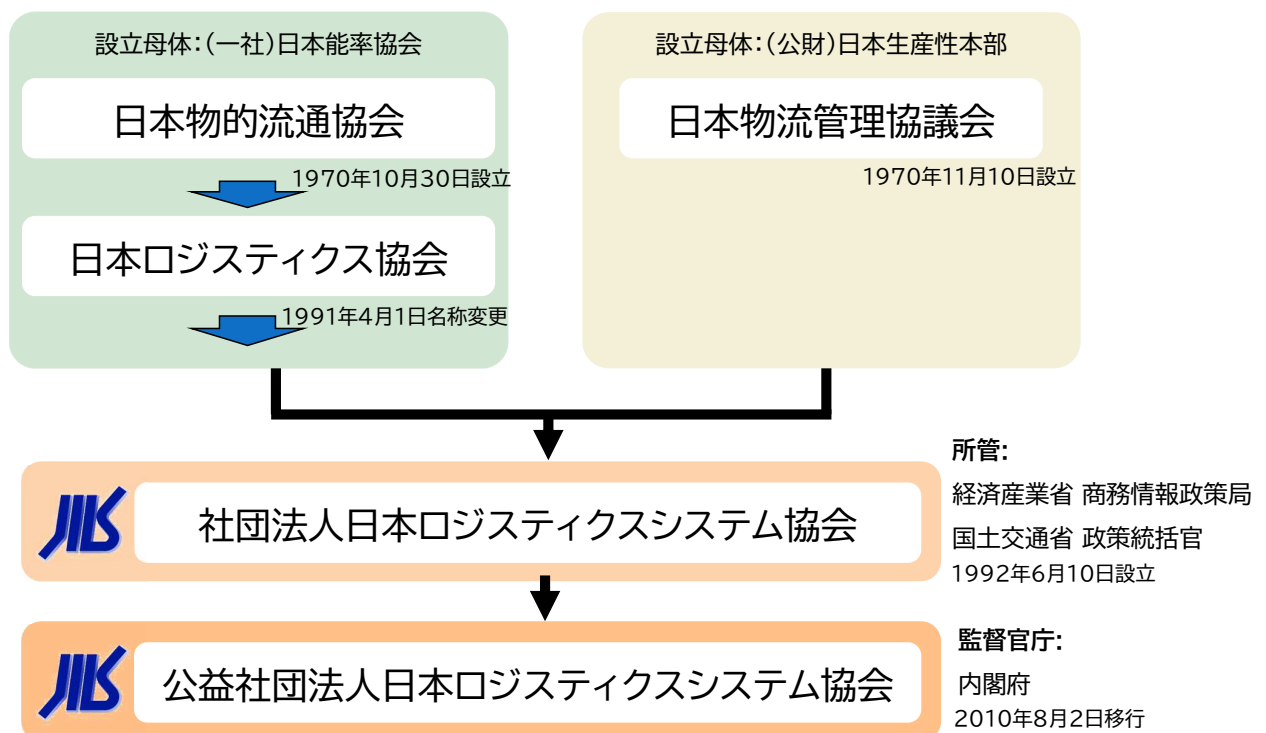 設立母体:(一社)日本能率協会
日本物的流通協会
1970年10月30日設立
日本ロジスティクス協会
1991年4月1日名称変更
設立母体:(公財)日本生産性本部
日本物流管理協議会
1970年11月10日設立
JILS
社団法人日本ロジスティクスシステム協会
所管:
経済産業省 商務情報政策局
国土交通省 政策統括官
1992年6月10日設立
JILS
公益社団法人日本ロジスティクスシステム協会
監督官庁:
内閣府
2010年8月2日移行